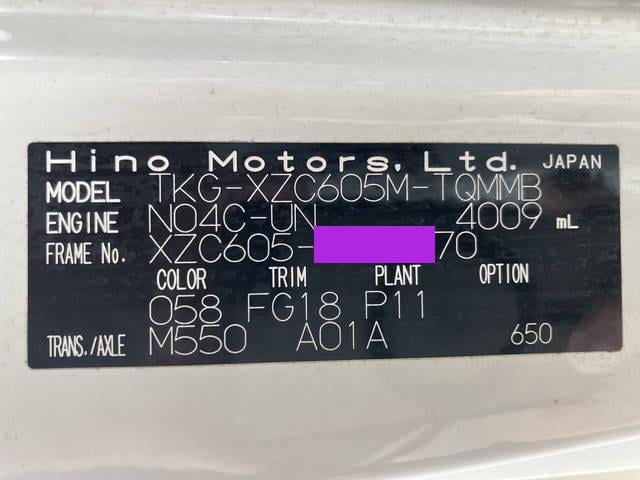 Hino Motors, Ltd. JAPAN
MODEL TKG-XZC605M-TQMMB
ENGINE N04C-UN 4009 mL
FRAME No. XZC605- 70
COLOR TRIM PLANT OPTION
058 FG18 P11
TRANS./AXLE M550 A01A 650